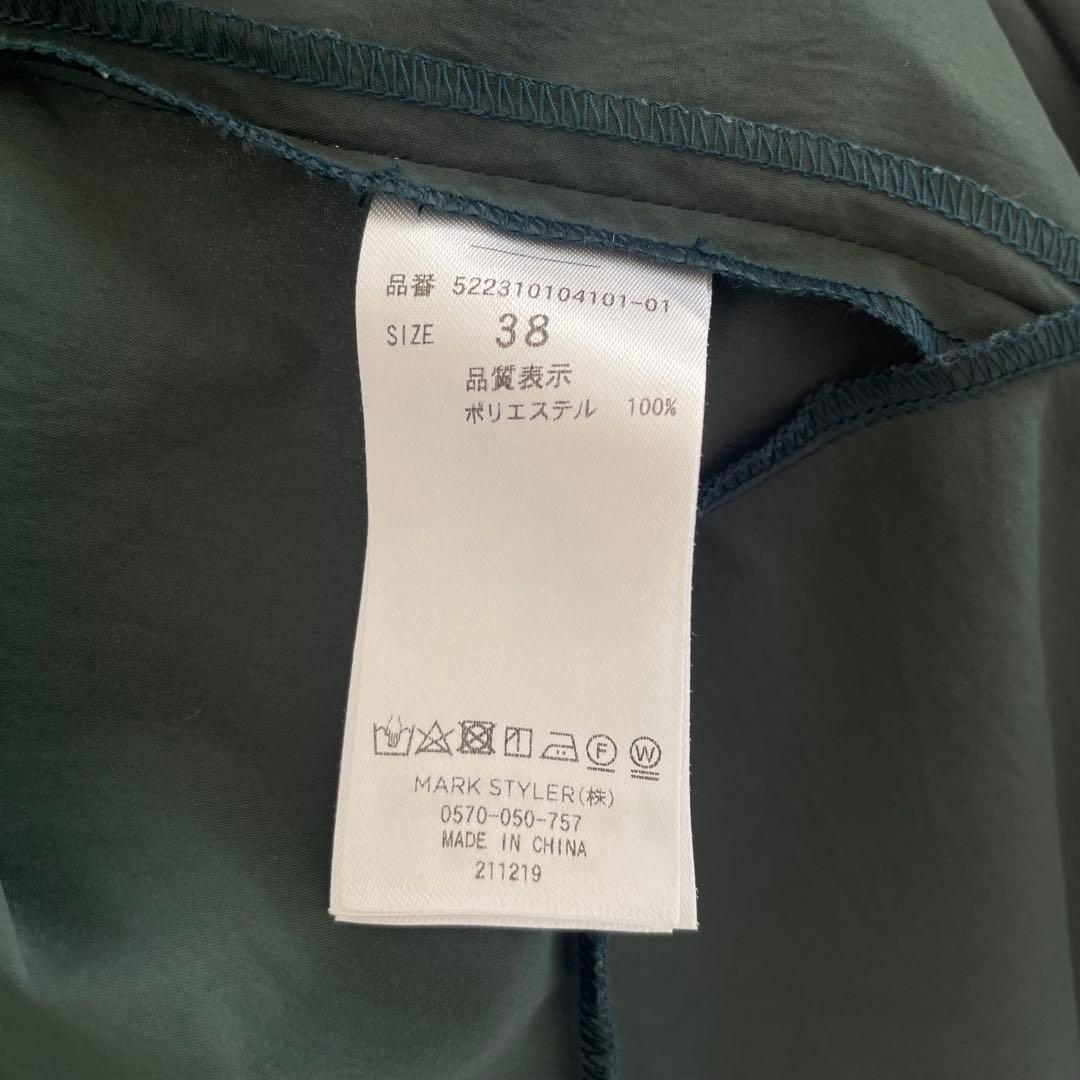 品番 522310104101-01
SIZE 38
品質表示
ポリエステル 100%
F W
MARK STYLER(株)
0570-050-757
MADE IN CHINA
211219